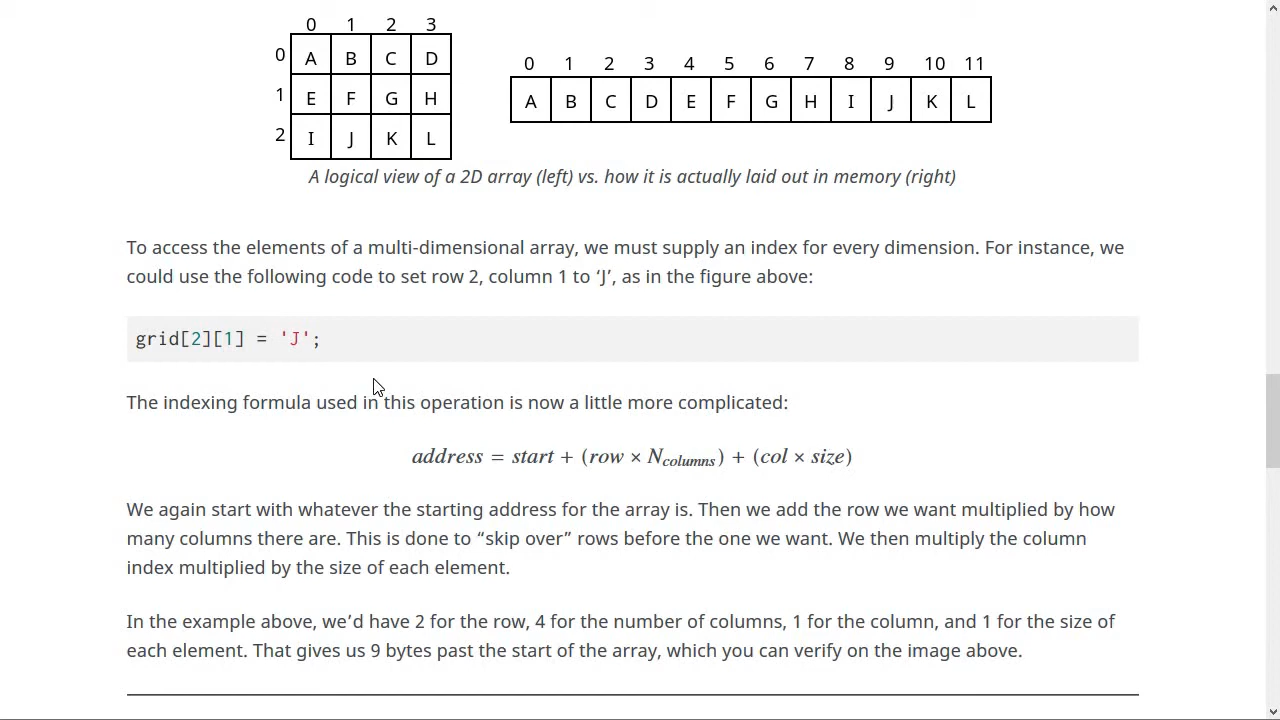 0 1 2 3
0 A B C D
1 E F G H
2 I J K L
0 1 2 3 4 5 6 7 8 9 10 11
A B C D E F G H I J K L
A logical view of a 2D array (left) vs. how it is actually laid out in memory (right)
To access the elements of a multi-dimensional array, we must supply an index for every dimension. For instance, we
could use the following code to set row 2, column 1 to ‘J’, as in the figure above:
grid[2][1] = 'J';
The indexing formula used in this operation is now a little more complicated:
address = start + (row × N_columns) + (col × size)
We again start with whatever the starting address for the array is. Then we add the row we want multiplied by how
many columns there are. This is done to “skip over” rows before the one we want. We then multiply the column
index multiplied by the size of each element.
In the example above, we’d have 2 for the row, 4 for the number of columns, 1 for the column, and 1 for the size of
each element. That gives us 9 bytes past the start of the array, which you can verify on the image above.